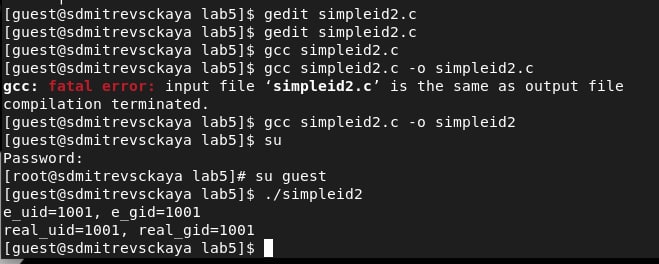 [guest@sdmitrevsckaya lab5]$ gedit simpleid2.c
[guest@sdmitrevsckaya lab5]$ gedit simpleid2.c
[guest@sdmitrevsckaya lab5]$ gcc simpleid2.c
[guest@sdmitrevsckaya lab5]$ gcc simpleid2.c -o simpleid2.c
gcc: fatal error: input file ‘simpleid2.c’ is the same as output file
compilation terminated.
[guest@sdmitrevsckaya lab5]$ gcc simpleid2.c -o simpleid2
[guest@sdmitrevsckaya lab5]$ su
Password:
[root@sdmitrevsckaya lab5]# su guest
[guest@sdmitrevsckaya lab5]$ ./simpleid2
e_uid=1001, e_gid=1001
real_uid=1001, real_gid=1001
[guest@sdmitrevsckaya lab5]$